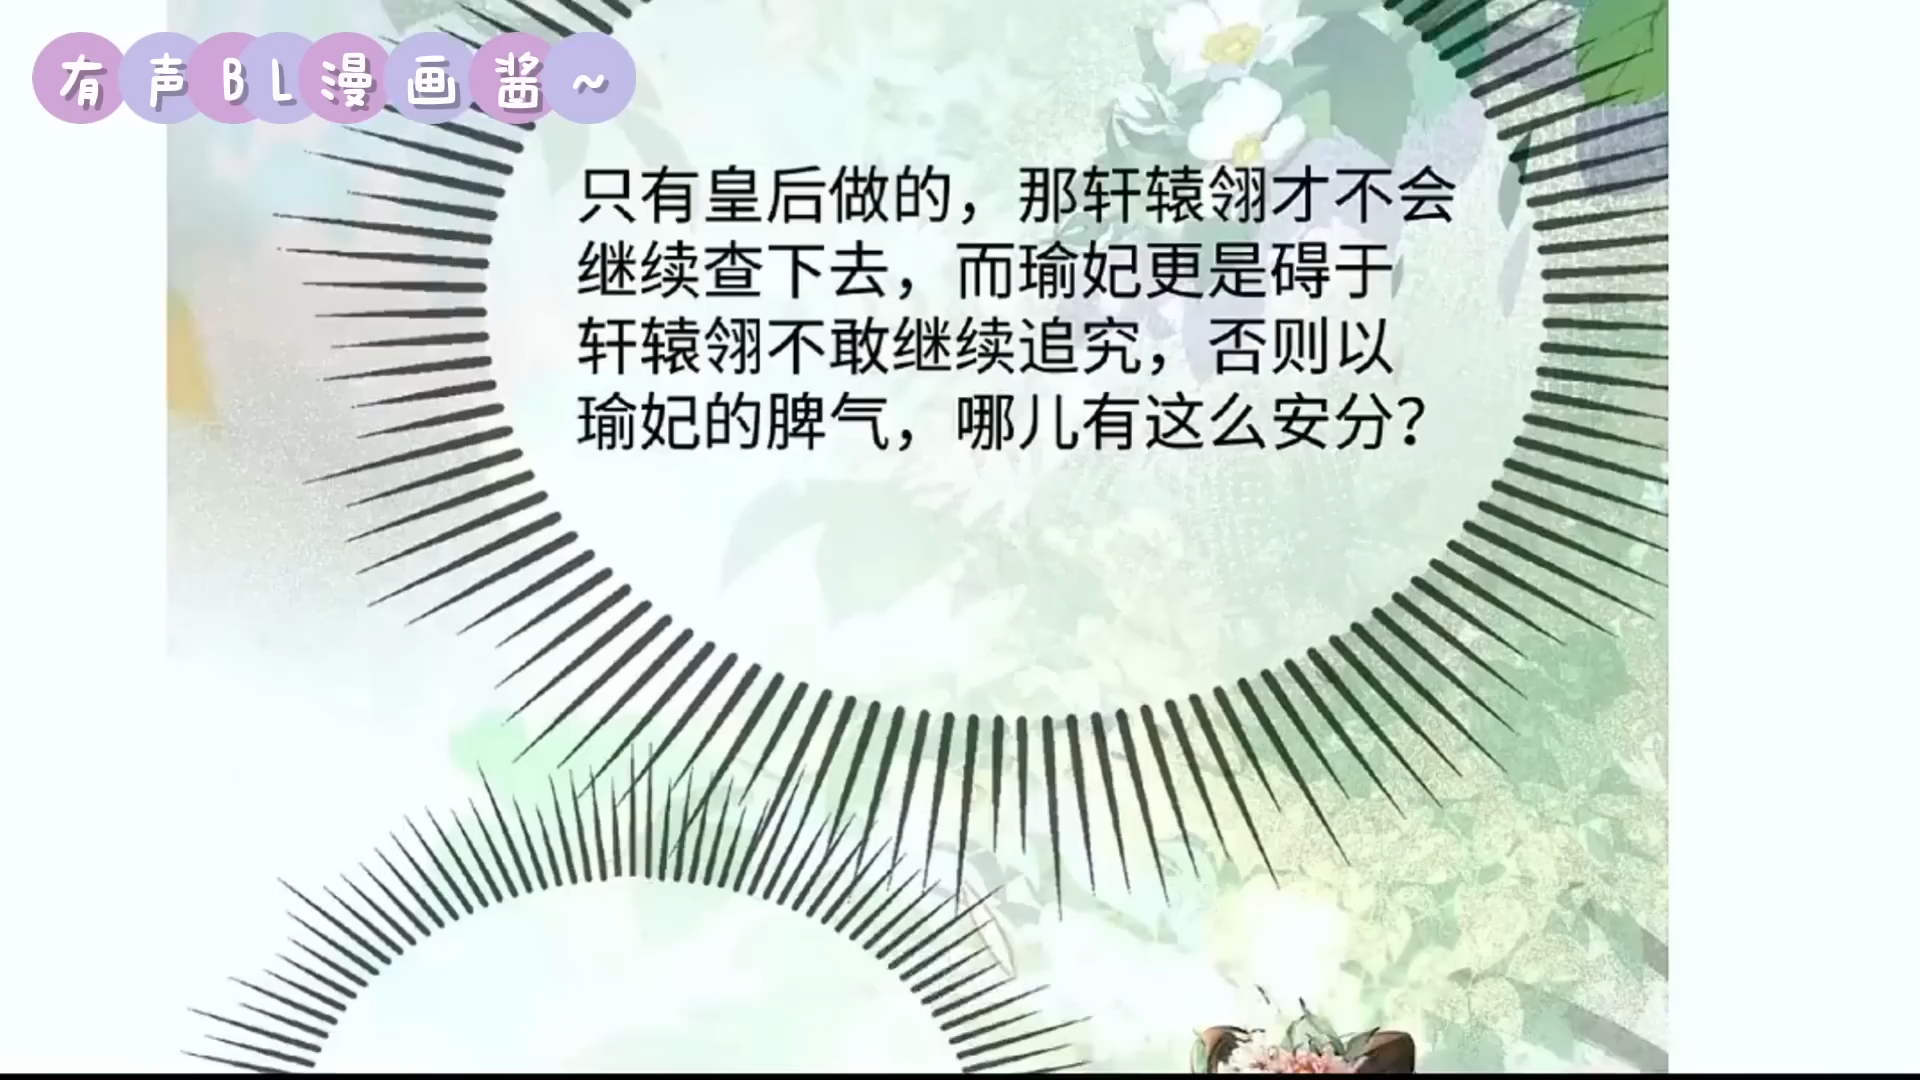 有声BL漫画酱~
只有皇后做的，那轩辕翎才不会
继续查下去，而瑜妃更是碍于
轩辕翎不敢继续追究，否则以
瑜妃的脾气，哪儿有这么安分？